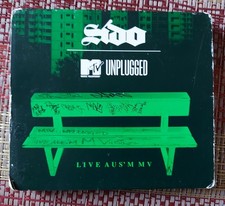 Sido
MTV UNPLUGGED
LIVE AUS'M MV